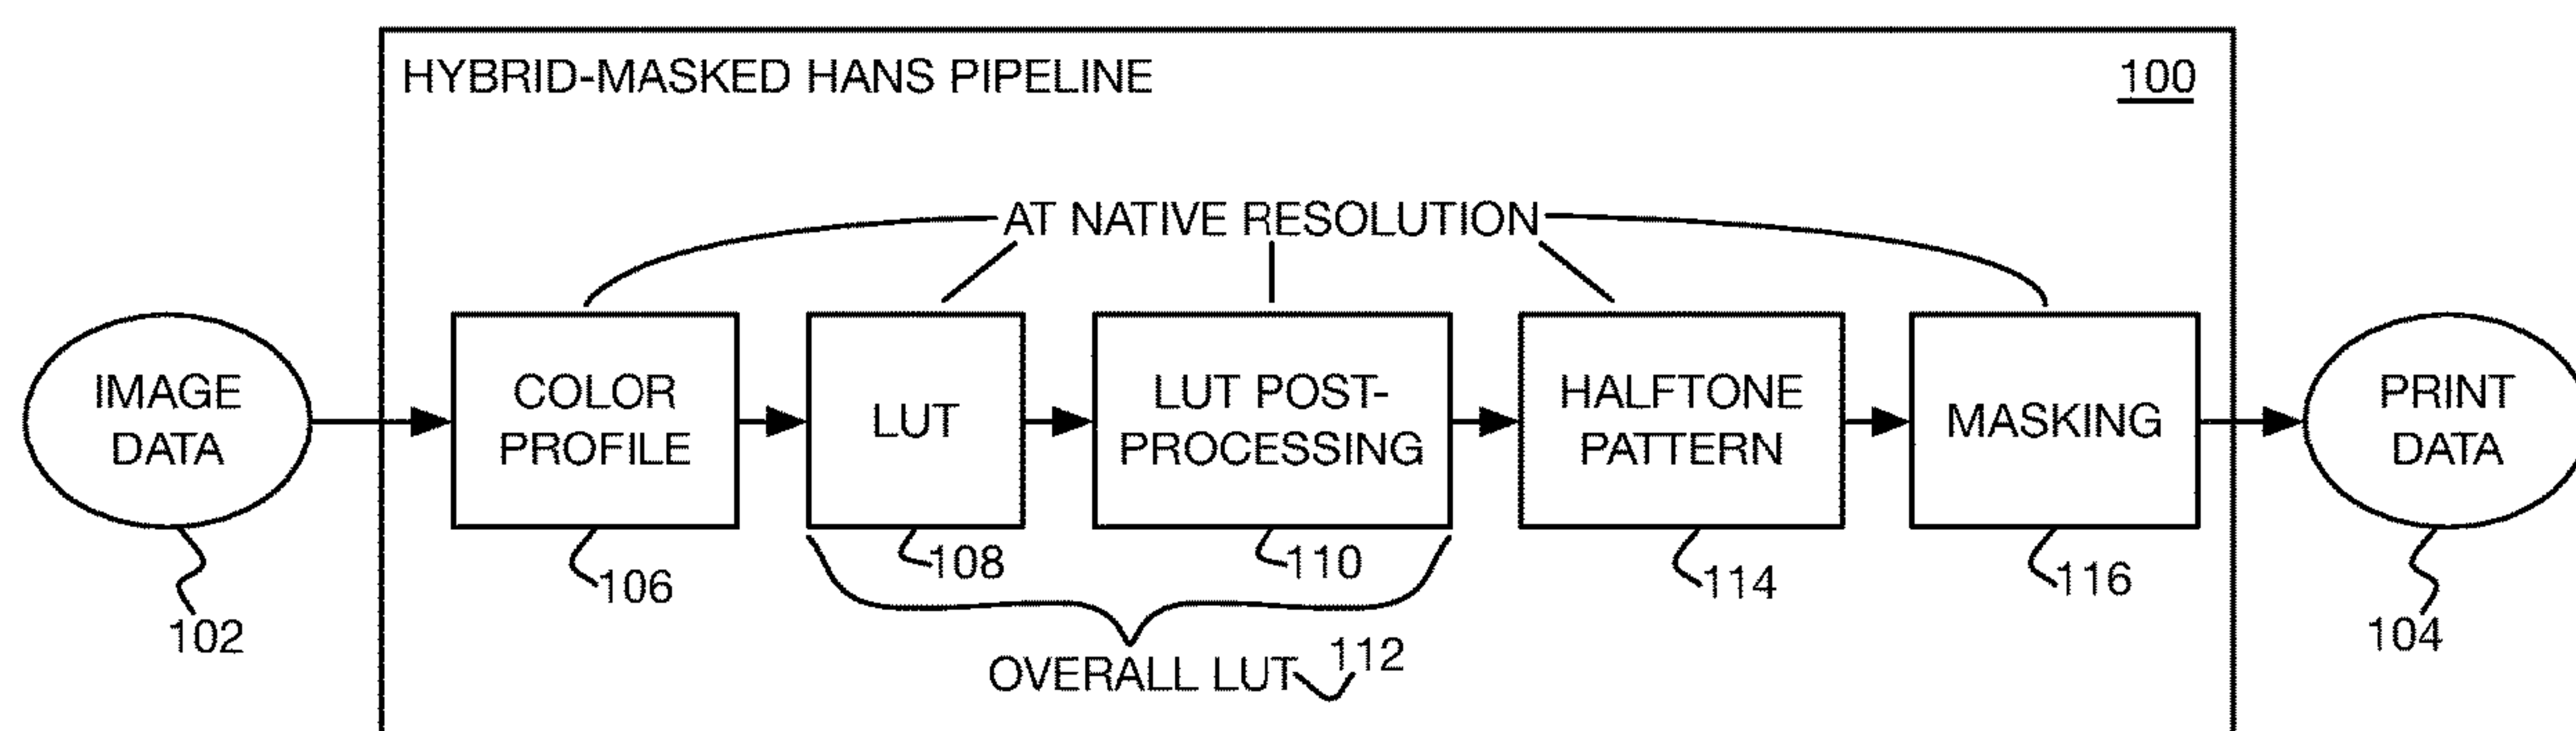 HYBRID-MASKED HANS PIPELINE
100
AT NATIVE RESOLUTION
IMAGE
DATA
COLOR
PROFILE
LUT
LUT POST-
PROCESSING
HALFTONE
PATTERN
MASKING
PRINT
DATA
102
106
108
110
114
116
104
OVERALL LUT
112